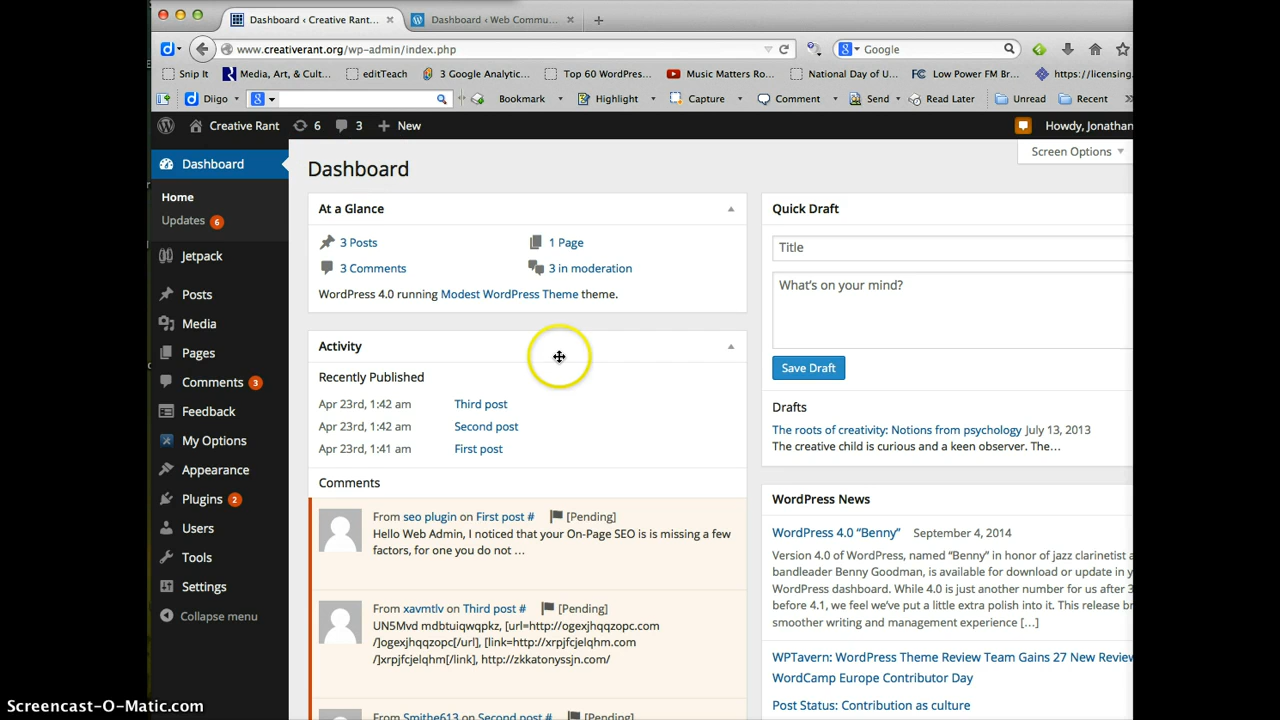 Dashboard ‹ Creative Rant...
Dashboard ‹ Web Commu...
www.creativerant.org/wp-admin/index.php
Google
Snip It
Media, Art, & Cult...
editTeach
3 Google Analytic...
Top 60 WordPres...
Music Matters Ro...
National Day of U...
Low Power FM Br...
https://licensing.
Diigo
Bookmark
Highlight
Capture
Comment
Send
Read Later
Unread
Recent
Creative Rant
6
3
New
Howdy, Jonathan
Screen Options
Dashboard
Home
Updates 6
Jetpack
Posts
Media
Pages
Comments 3
Feedback
My Options
Appearance
Plugins 2
Users
Tools
Settings
Collapse menu
Dashboard
At a Glance
3 Posts
1 Page
3 Comments
3 in moderation
WordPress 4.0 running Modest WordPress Theme theme.
Activity
Recently Published
Apr 23rd, 1:42 am Third post
Apr 23rd, 1:42 am Second post
Apr 23rd, 1:41 am First post
Comments
From seo plugin on First post # [Pending]
Hello Web Admin, I noticed that your On-Page SEO is is missing a few
factors, for one you do not ...
From xavmtlv on Third post # [Pending]
UN5Mvd mdbtuiqwqpkz, [url=http://ogexjhqqzopc.com
/]ogexjhqqzopc[/url], [link=http://xrpjfcjelqhm.com
/]xrpjfcjelqhm[/link], http://zkkatonyssjn.com/
From Smithe613 on Second post # [Pending]
Quick Draft
Title
What's on your mind?
Save Draft
Drafts
The roots of creativity: Notions from psychology July 13, 2013
The creative child is curious and a keen observer. The...
WordPress News
WordPress 4.0 “Benny” September 4, 2014
Version 4.0 of WordPress, named “Benny” in honor of jazz clarinetist a
bandleader Benny Goodman, is available for download or update in y
WordPress dashboard. While 4.0 is just another number for us after 3
before 4.1, we feel we've put a little extra polish into it. This release br
smoother writing and management experience [...]
WPTavern: WordPress Theme Review Team Gains 27 New Review
WordCamp Europe Contributor Day
Post Status: Contribution as culture
Screencast-O-Matic.com